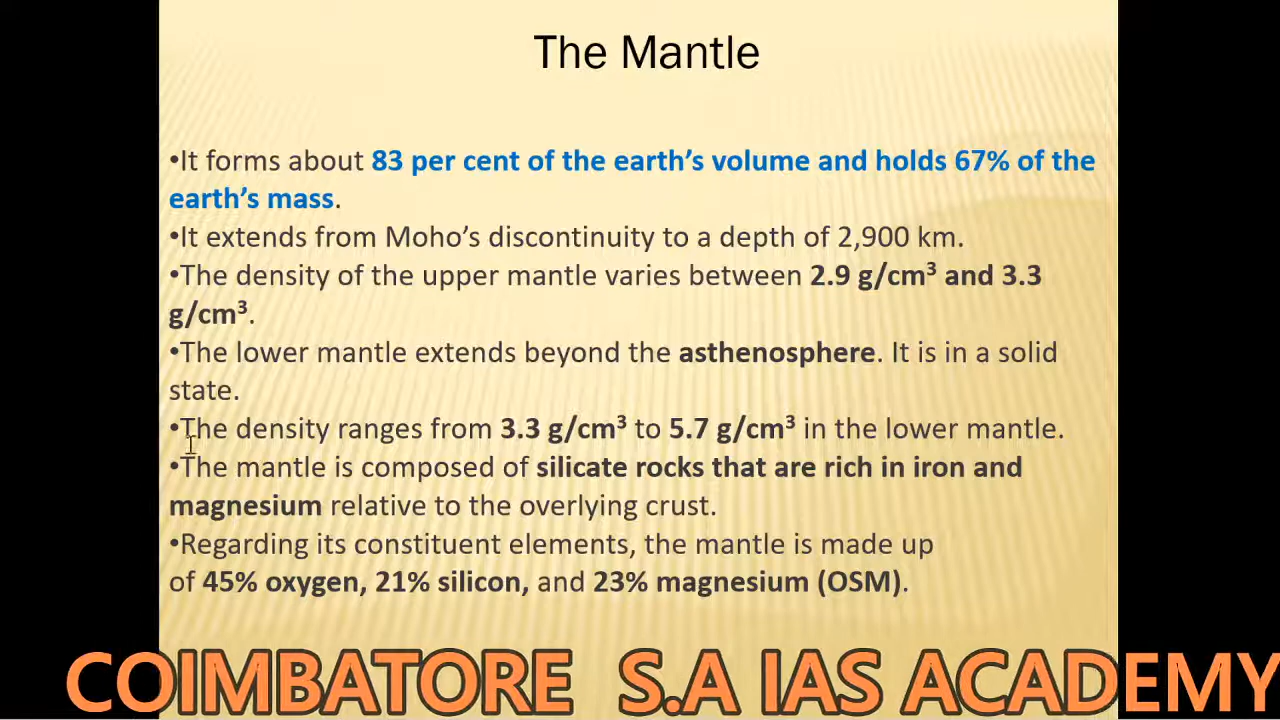 The Mantle
•It forms about 83 per cent of the earth’s volume and holds 67% of the
earth’s mass.
•It extends from Moho’s discontinuity to a depth of 2,900 km.
•The density of the upper mantle varies between 2.9 g/cm³ and 3.3
g/cm³.
•The lower mantle extends beyond the asthenosphere. It is in a solid
state.
•The density ranges from 3.3 g/cm³ to 5.7 g/cm³ in the lower mantle.
•The mantle is composed of silicate rocks that are rich in iron and
magnesium relative to the overlying crust.
•Regarding its constituent elements, the mantle is made up
of 45% oxygen, 21% silicon, and 23% magnesium (OSM).
COIMBATORE S.A IAS ACADEMY